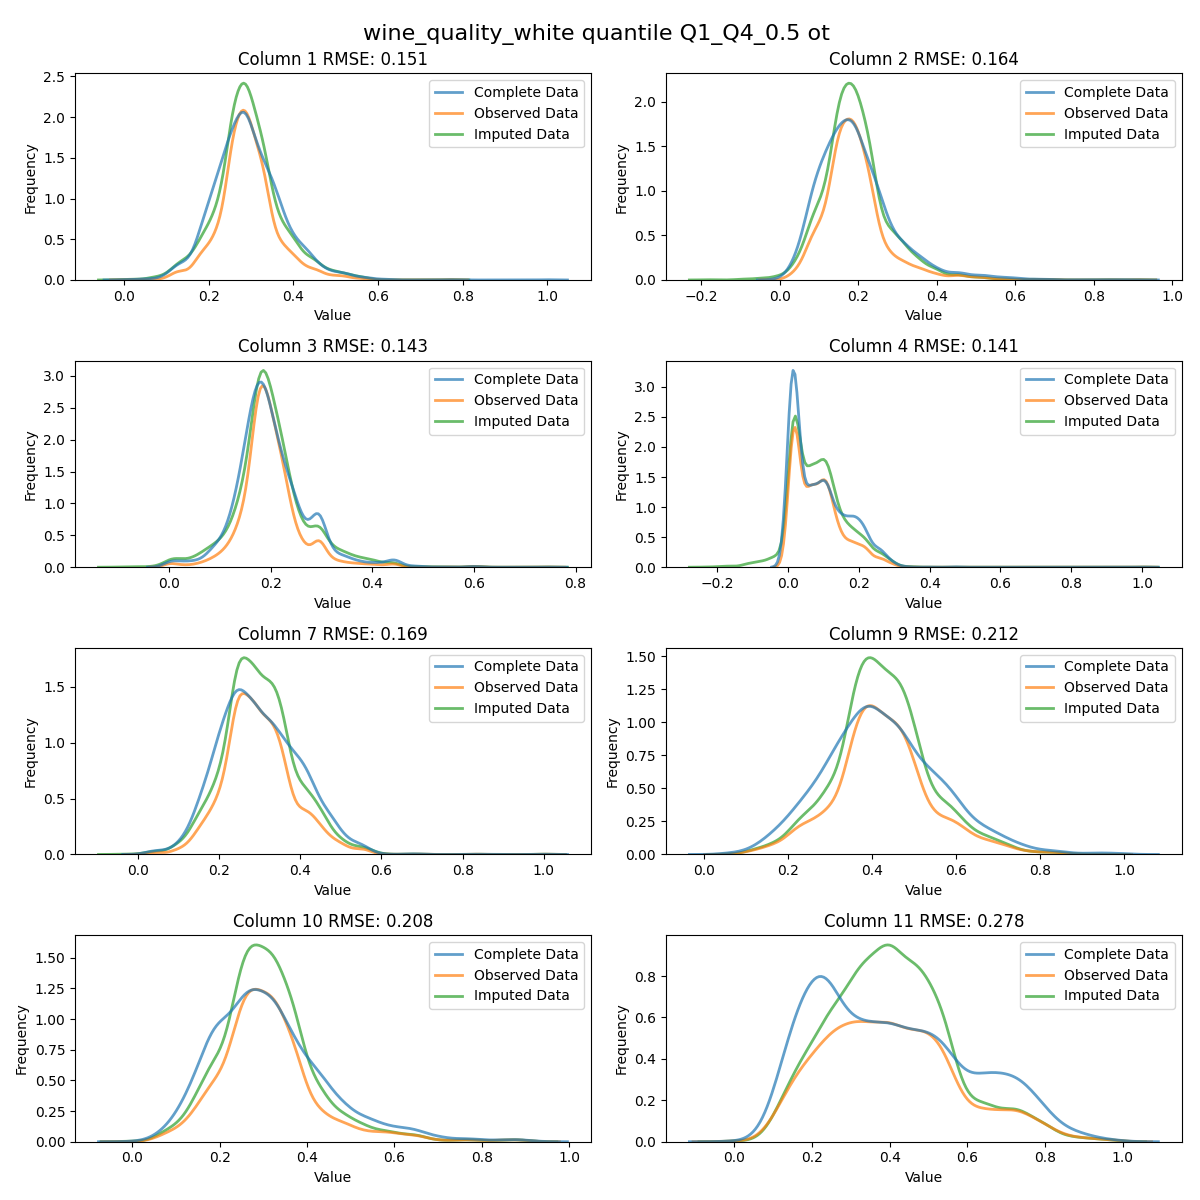 wine_quality_white quantile Q1_Q4_0.5 ot
Column 1 RMSE: 0.151
Frequency
2.5
2.0
1.5
1.0
0.5
0.0
Complete Data
Observed Data
Imputed Data
0.0 0.2 0.4 0.6 0.8 1.0
Value
Column 2 RMSE: 0.164
Frequency
2.0
1.5
1.0
0.5
0.0
Complete Data
Observed Data
Imputed Data
−0.2 0.0 0.2 0.4 0.6 0.8 1.0
Value
Column 3 RMSE: 0.143
Frequency
3.0
2.5
2.0
1.5
1.0
0.5
0.0
Complete Data
Observed Data
Imputed Data
0.0 0.2 0.4 0.6 0.8
Value
Column 4 RMSE: 0.141
Frequency
3.0
2.5
2.0
1.5
1.0
0.5
0.0
Complete Data
Observed Data
Imputed Data
−0.2 0.0 0.2 0.4 0.6 0.8 1.0
Value
Column 7 RMSE: 0.169
Frequency
1.5
1.0
0.5
0.0
Complete Data
Observed Data
Imputed Data
0.0 0.2 0.4 0.6 0.8 1.0
Value
Column 9 RMSE: 0.212
Frequency
1.50
1.25
1.00
0.75
0.50
0.25
0.00
Complete Data
Observed Data
Imputed Data
0.0 0.2 0.4 0.6 0.8 1.0
Value
Column 10 RMSE: 0.208
Frequency
1.50
1.25
1.00
0.75
0.50
0.25
0.00
Complete Data
Observed Data
Imputed Data
0.0 0.2 0.4 0.6 0.8 1.0
Value
Column 11 RMSE: 0.278
Frequency
0.8
0.6
0.4
0.2
0.0
Complete Data
Observed Data
Imputed Data
0.0 0.2 0.4 0.6 0.8 1.0
Value